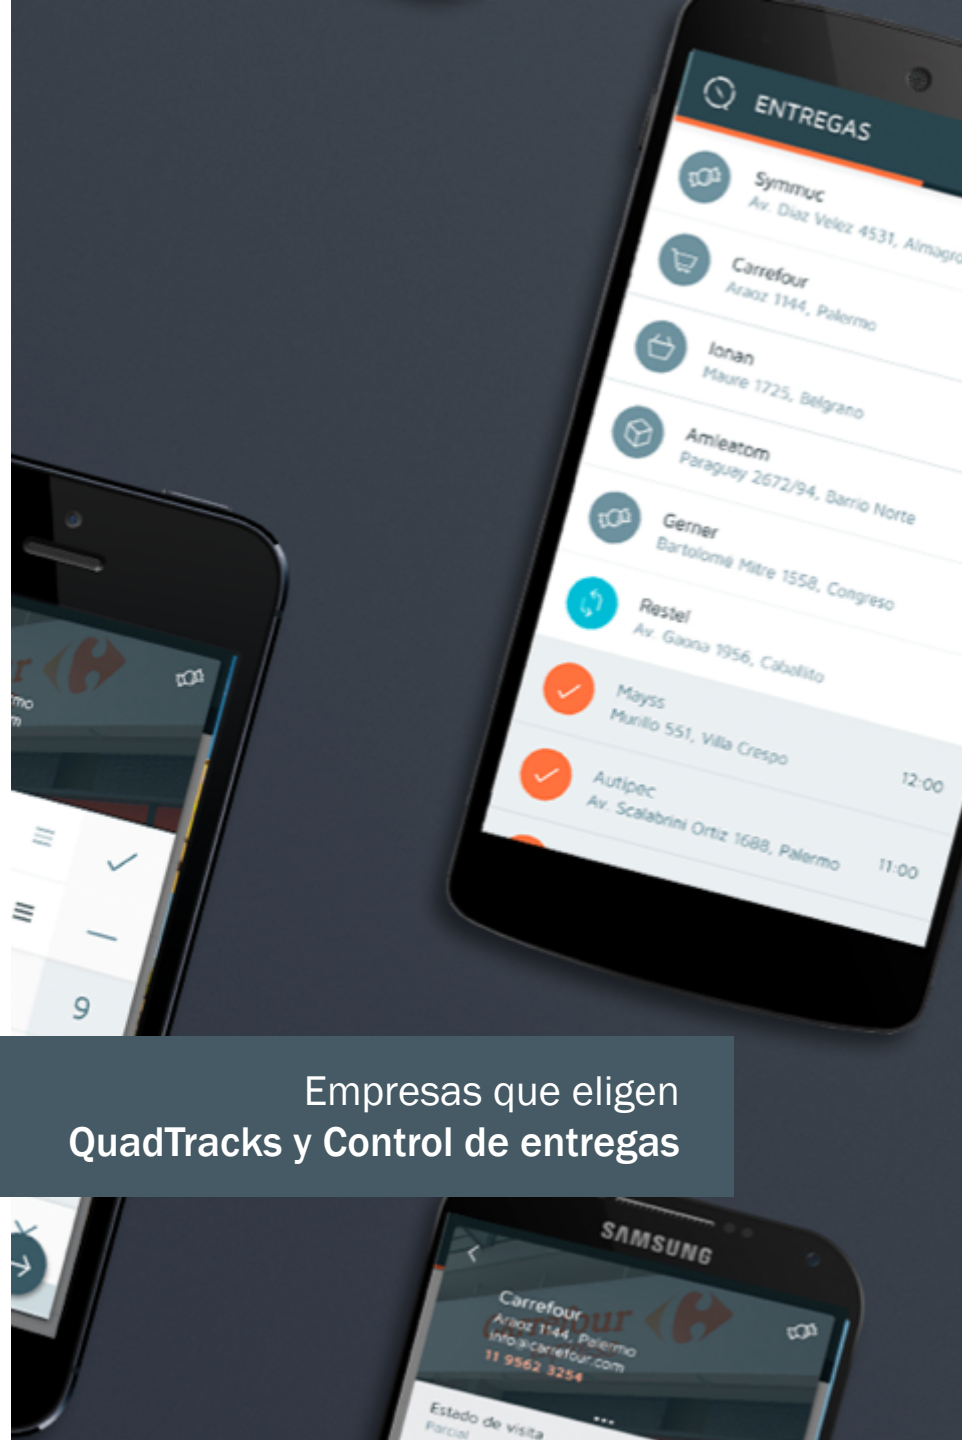 ENTREGAS
Symmuc
Av. Diaz Velez 4531, Almagro
Carrefour
Araoz 1144, Palermo
Ionan
Maure 1725, Belgrano
Amleatom
Paraguay 2672/94, Barrio Norte
Gerner
Bartolome Mitre 1558, Congreso
Restel
Av. Gaona 1956, Caballito
Mayss
Murillo 551, Villa Crespo
12:00
Autipec
Av. Scalabrini Ortiz 1688, Palermo
11:00
9
Empresas que eligen
QuadTracks y Control de entregas
SAMSUNG
Carrefour
Araoz 1144, Palermo
info@carrefour.com
11 9562 3254
Estado de visita
Parcial